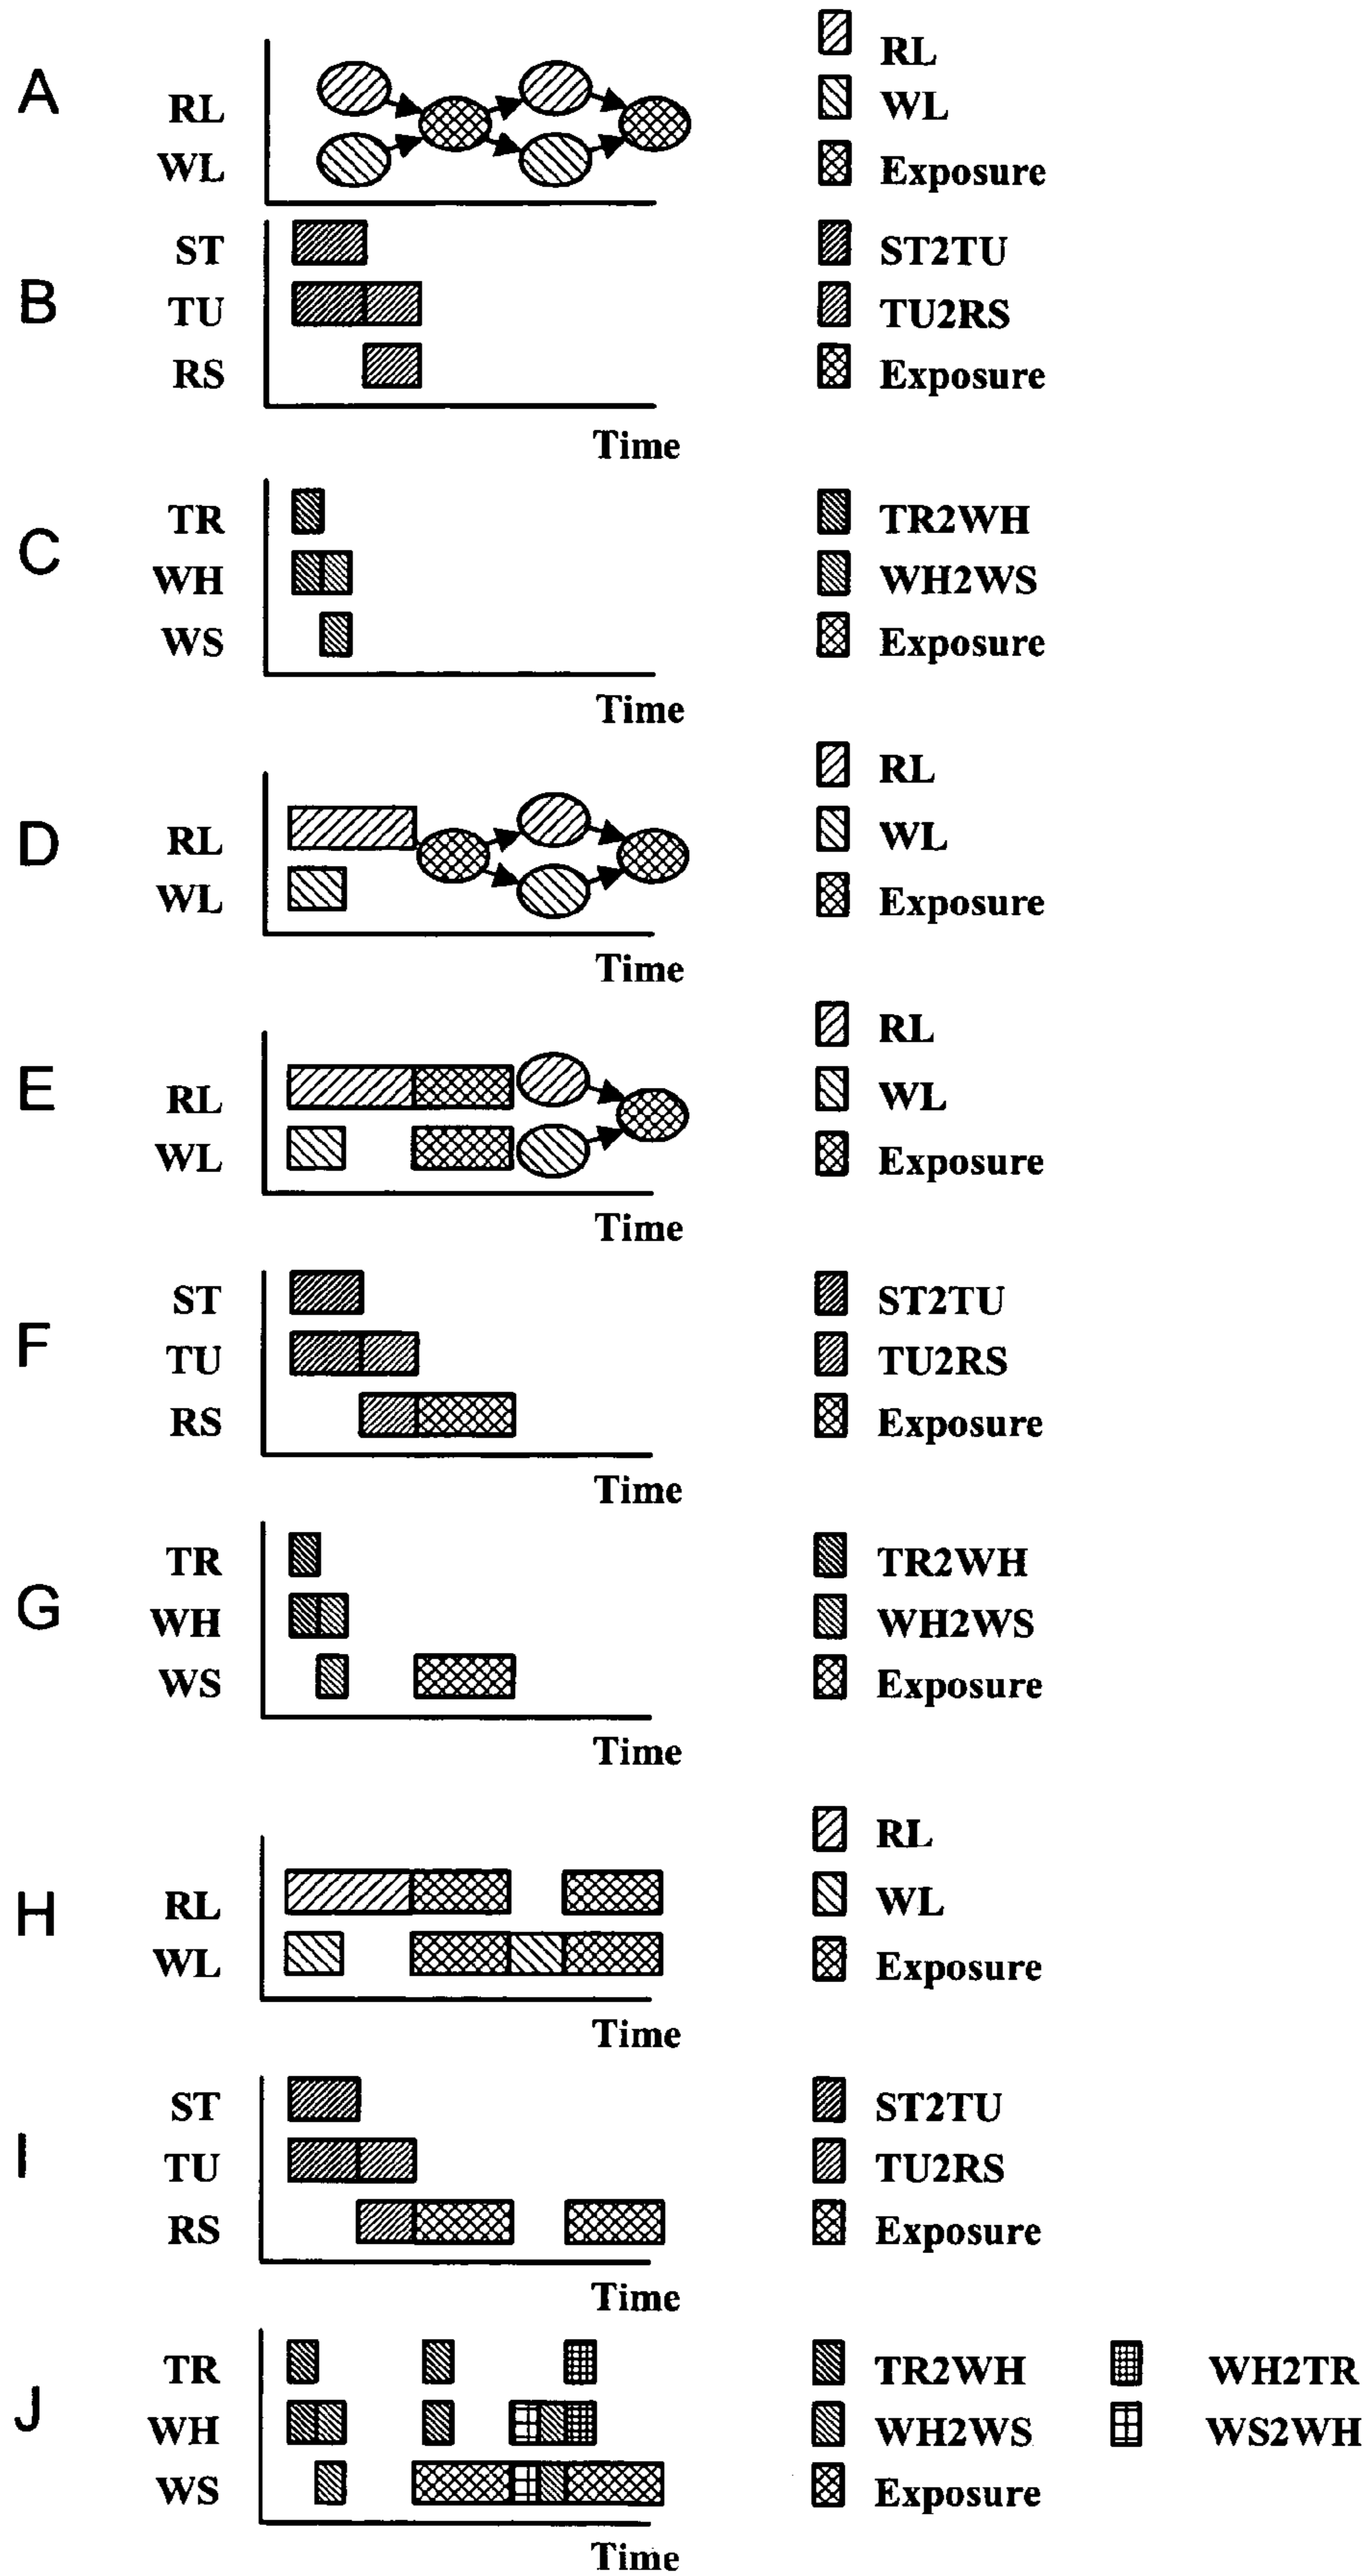 A
RL
WL
RL
WL
Exposure
B
ST
TU
RS
Time
ST2TU
TU2RS
Exposure
C
TR
WH
WS
Time
TR2WH
WH2WS
Exposure
D
RL
WL
Time
RL
WL
Exposure
E
RL
WL
Time
RL
WL
Exposure
F
ST
TU
RS
Time
ST2TU
TU2RS
Exposure
G
TR
WH
WS
Time
TR2WH
WH2WS
Exposure
H
RL
WL
Time
RL
WL
Exposure
I
ST
TU
RS
Time
ST2TU
TU2RS
Exposure
J
TR
WH
WS
Time
TR2WH WH2TR
WH2WS WS2WH
Exposure